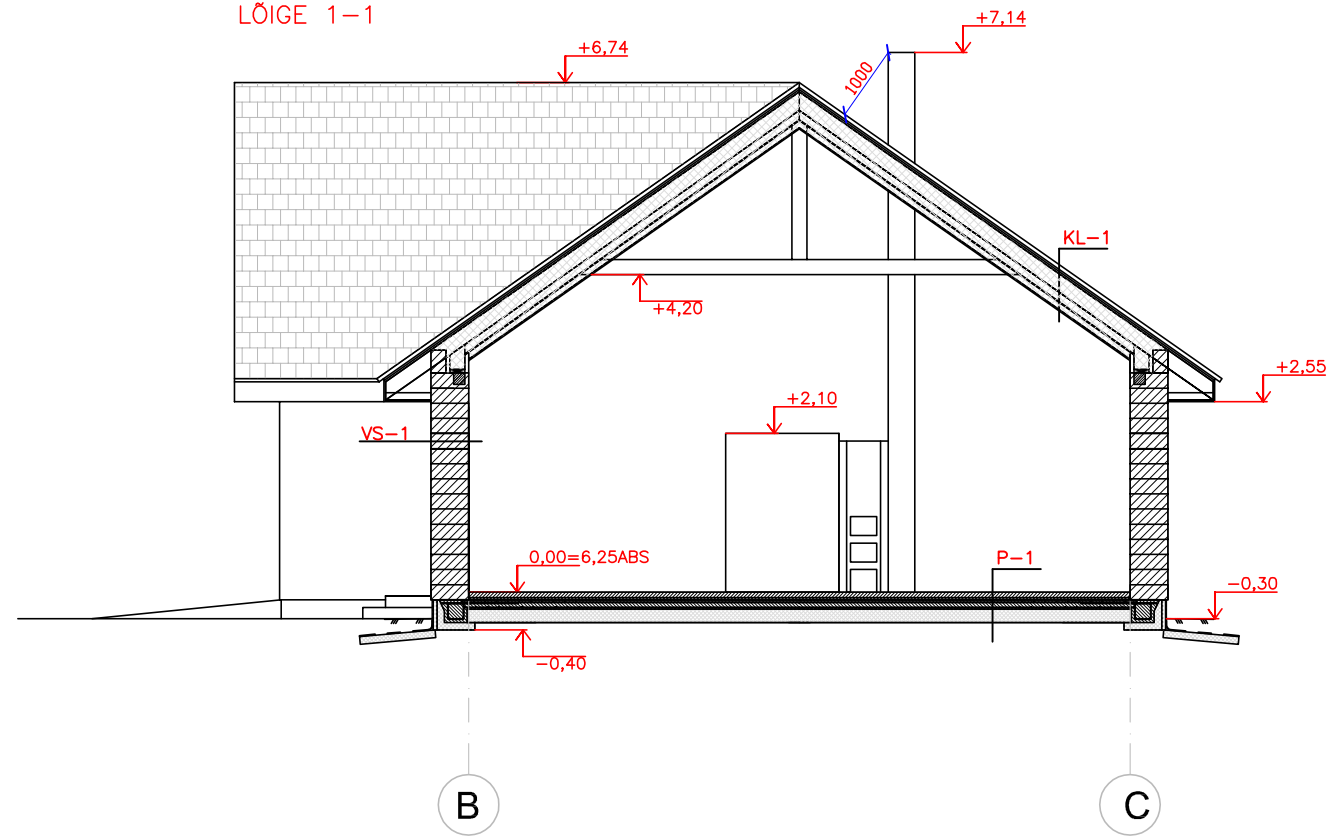 LÕIGE 1-1
+7,14
+6,74
1000
KL-1
+4,20
+2,55
+2,10
VS-1
0,00=6,25ABS
P-1
-0,30
-0,40
B
C